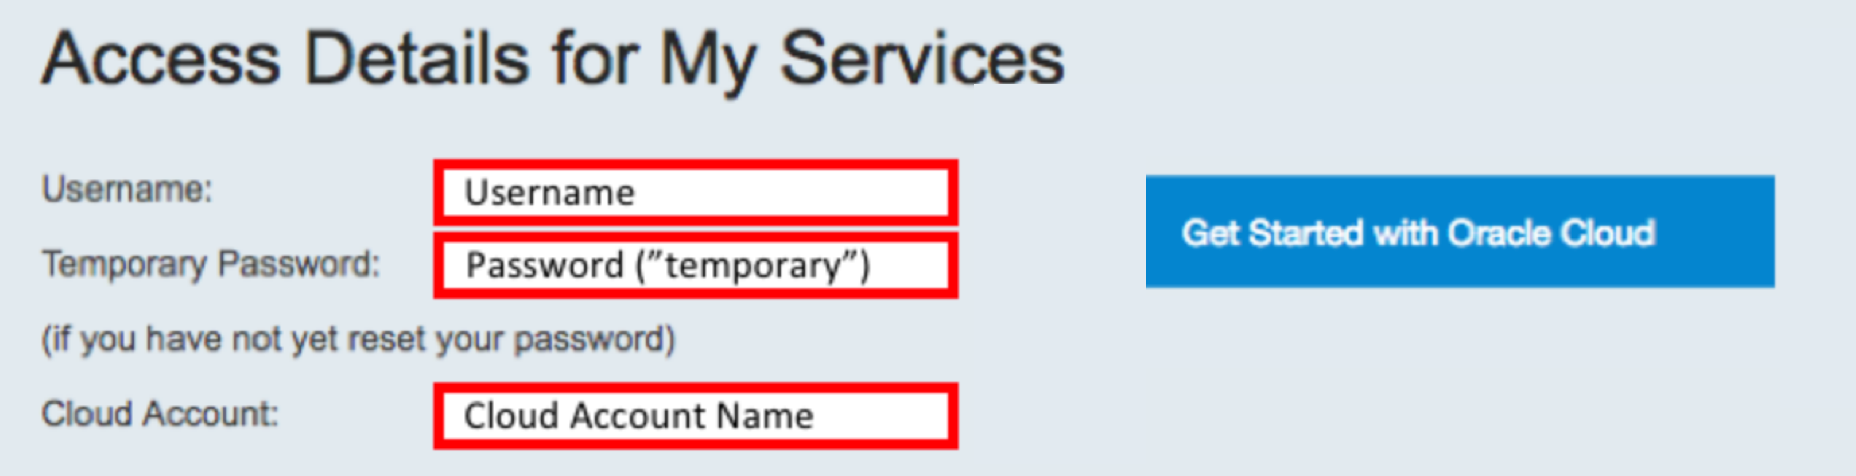 Access Details for My Services
Username: Username
Temporary Password: Password (”temporary”)
(if you have not yet reset your password)
Cloud Account: Cloud Account Name
Get Started with Oracle Cloud